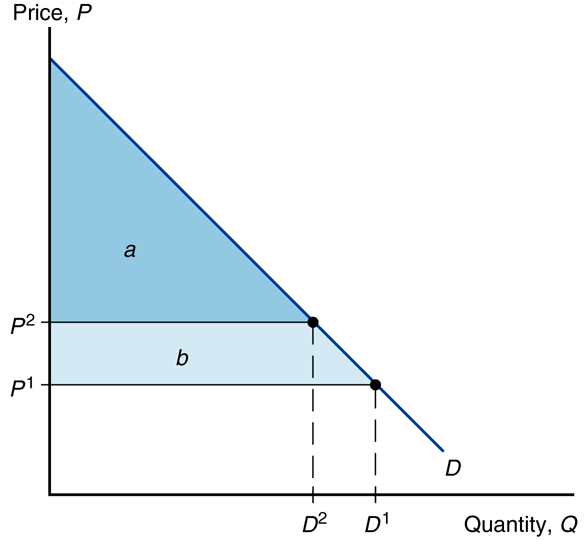 Price, P
a
P²
b
P¹
D
D² D¹ Quantity, Q